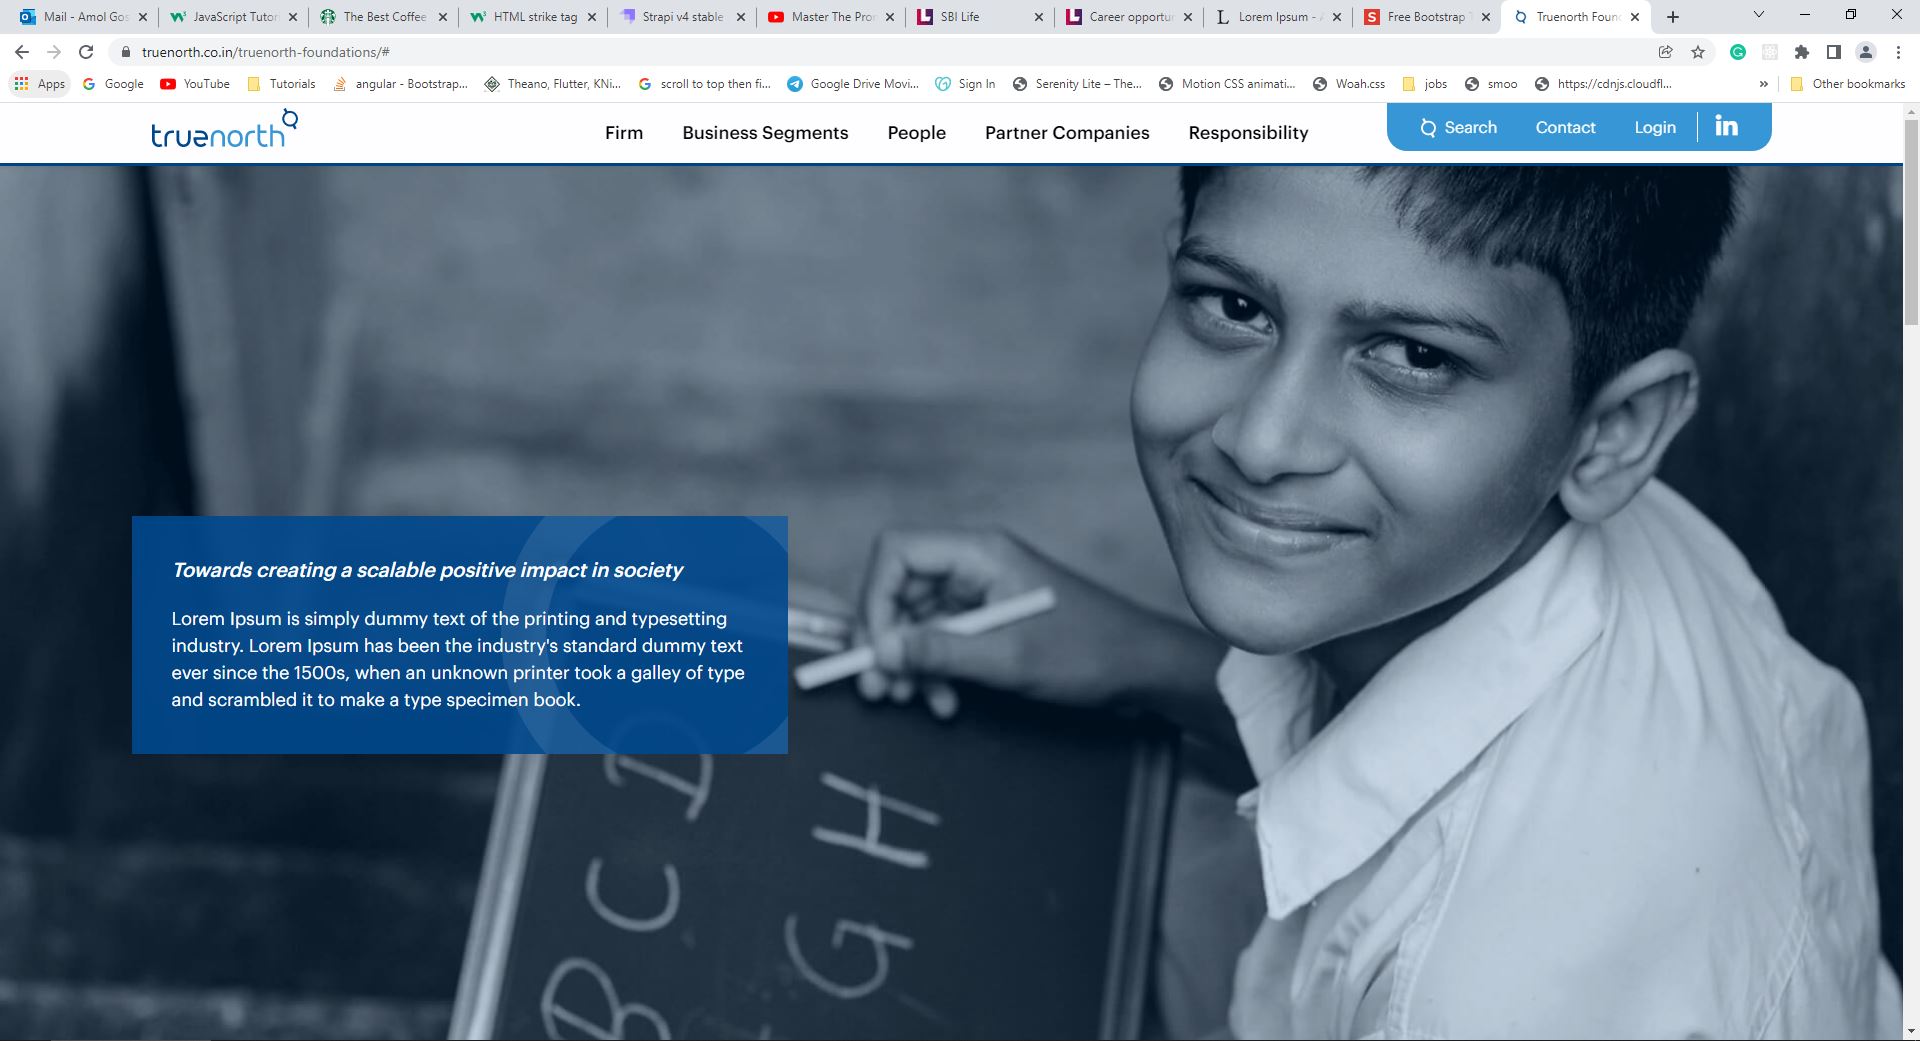 Mail - Amol Gos
JavaScript Tutor
The Best Coffee
HTML strike tag
Strapi v4 stable
Master The Pro
SBI Life
Career opportu
Lorem Ipsum - A
Free Bootstrap T
Truenorth Foun
truenorth.co.in/truenorth-foundations/#
Apps
Google
YouTube
Tutorials
angular - Bootstrap...
Theano, Flutter, KNi...
scroll to top then fi...
Google Drive Movi...
Sign In
Serenity Lite – The...
Motion CSS animati...
Woah.css
jobs
smoo
https://cdnjs.cloudfl...
»
Other bookmarks
truenorth
Firm
Business Segments
People
Partner Companies
Responsibility
Search
Contact
Login
in
Towards creating a scalable positive impact in society
Lorem Ipsum is simply dummy text of the printing and typesetting
industry. Lorem Ipsum has been the industry's standard dummy text
ever since the 1500s, when an unknown printer took a galley of type
and scrambled it to make a type specimen book.
B C D
G H